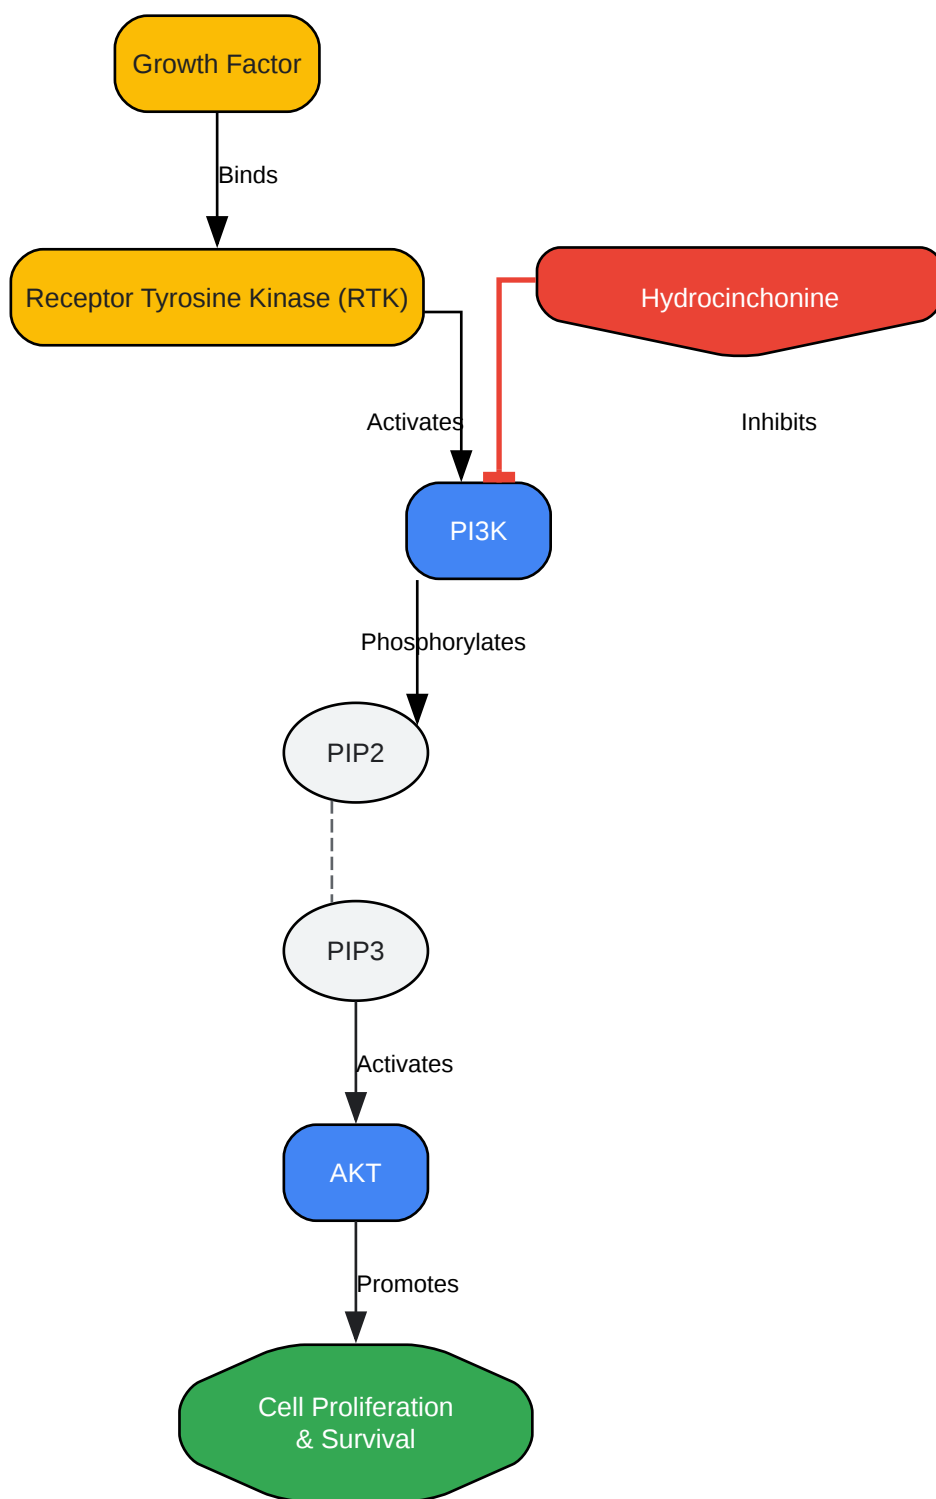 Growth Factor
Binds
Receptor Tyrosine Kinase (RTK)
Hydrocinchonine
Activates
Inhibits
PI3K
Phosphorylates
PIP2
PIP3
Activates
AKT
Promotes
Cell Proliferation
& Survival